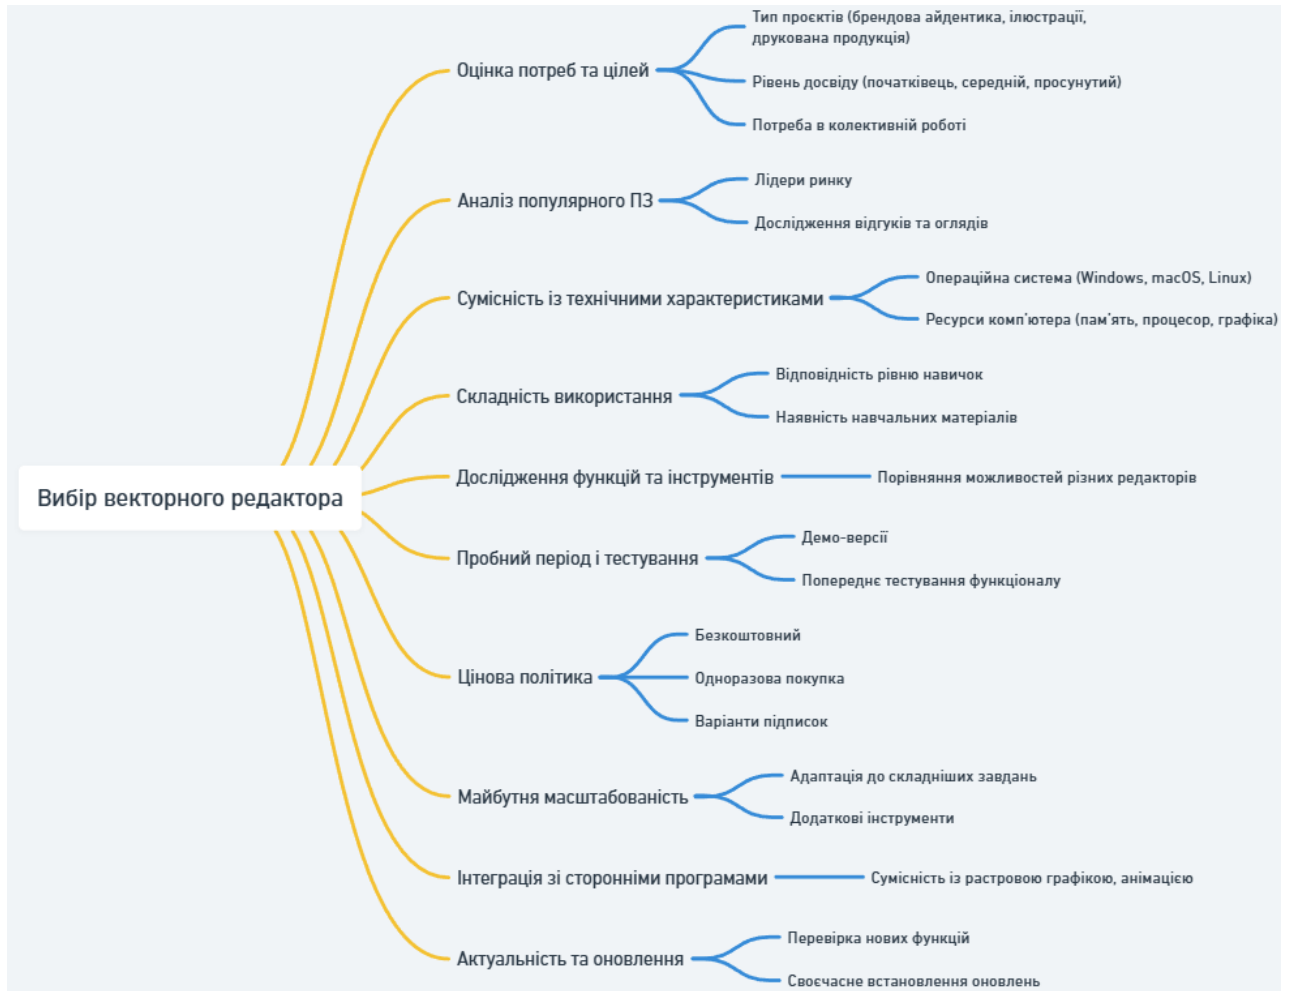 Вибір векторного редактора
Оцінка потреб та цілей
Тип проєктів (брендова айдентика, ілюстрації,
друкована продукція)
Рівень досвіду (початківець, середній, просунутий)
Потреба в колективній роботі
Аналіз популярного ПЗ
Лідери ринку
Дослідження відгуків та оглядів
Сумісність із технічними характеристиками
Операційна система (Windows, macOS, Linux)
Ресурси комп'ютера (пам'ять, процесор, графіка)
Складність використання
Відповідність рівню навичок
Наявність навчальних матеріалів
Дослідження функцій та інструментів
Порівняння можливостей різних редакторів
Пробний період і тестування
Демо-версії
Попереднє тестування функціоналу
Цінова політика
Безкоштовний
Одноразова покупка
Варіанти підписок
Майбутня масштабованість
Адаптація до складніших завдань
Додаткові інструменти
Інтеграція зі сторонніми програмами
Сумісність із растровою графікою, анімацією
Актуальність та оновлення
Перевірка нових функцій
Своєчасне встановлення оновлень